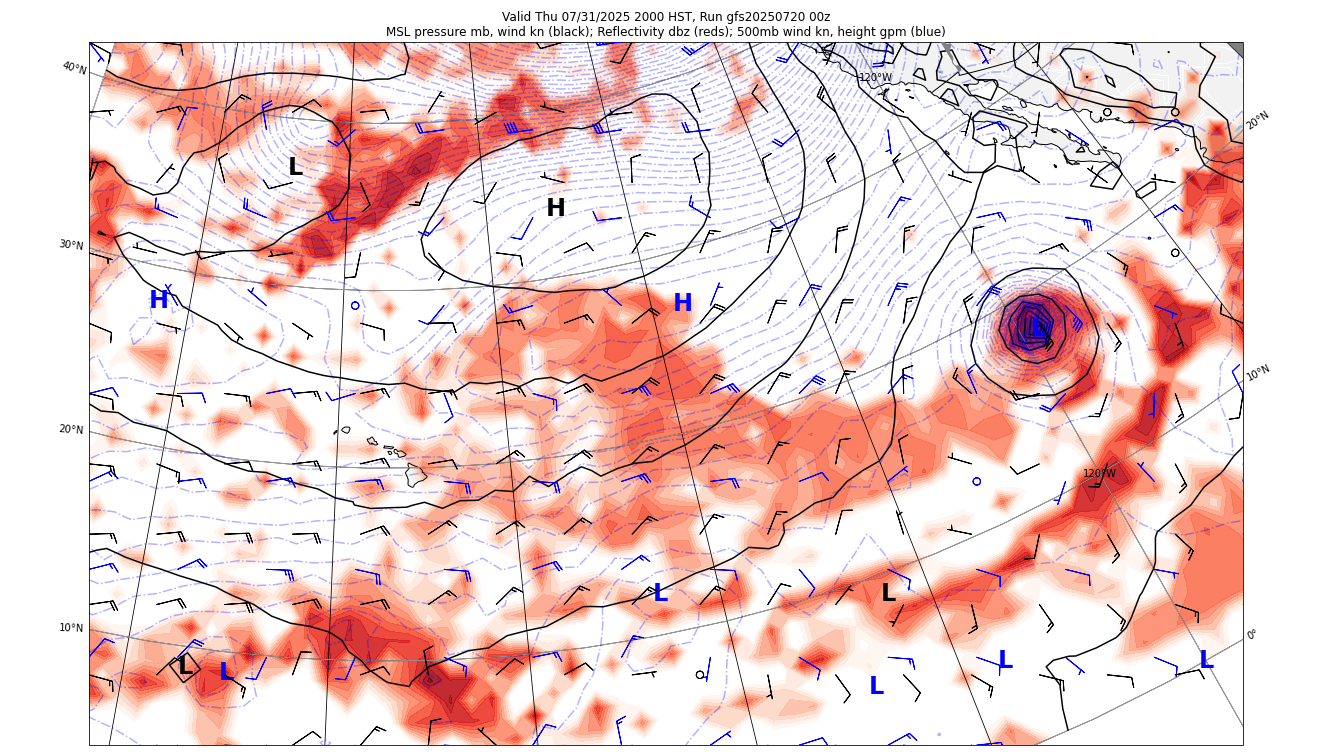 Valid Thu 07/31/2025 2000 HST, Run gfs20250720 00z
MSL pressure mb, wind kn (black); Reflectivity dbz (reds); 500mb wind kn, height gpm (blue)
40°N
120°W
20°N
L
H
30°N
H
H
L
10°N
20°N
120°W
L
L
10°N
0°
L
L
L
L
L